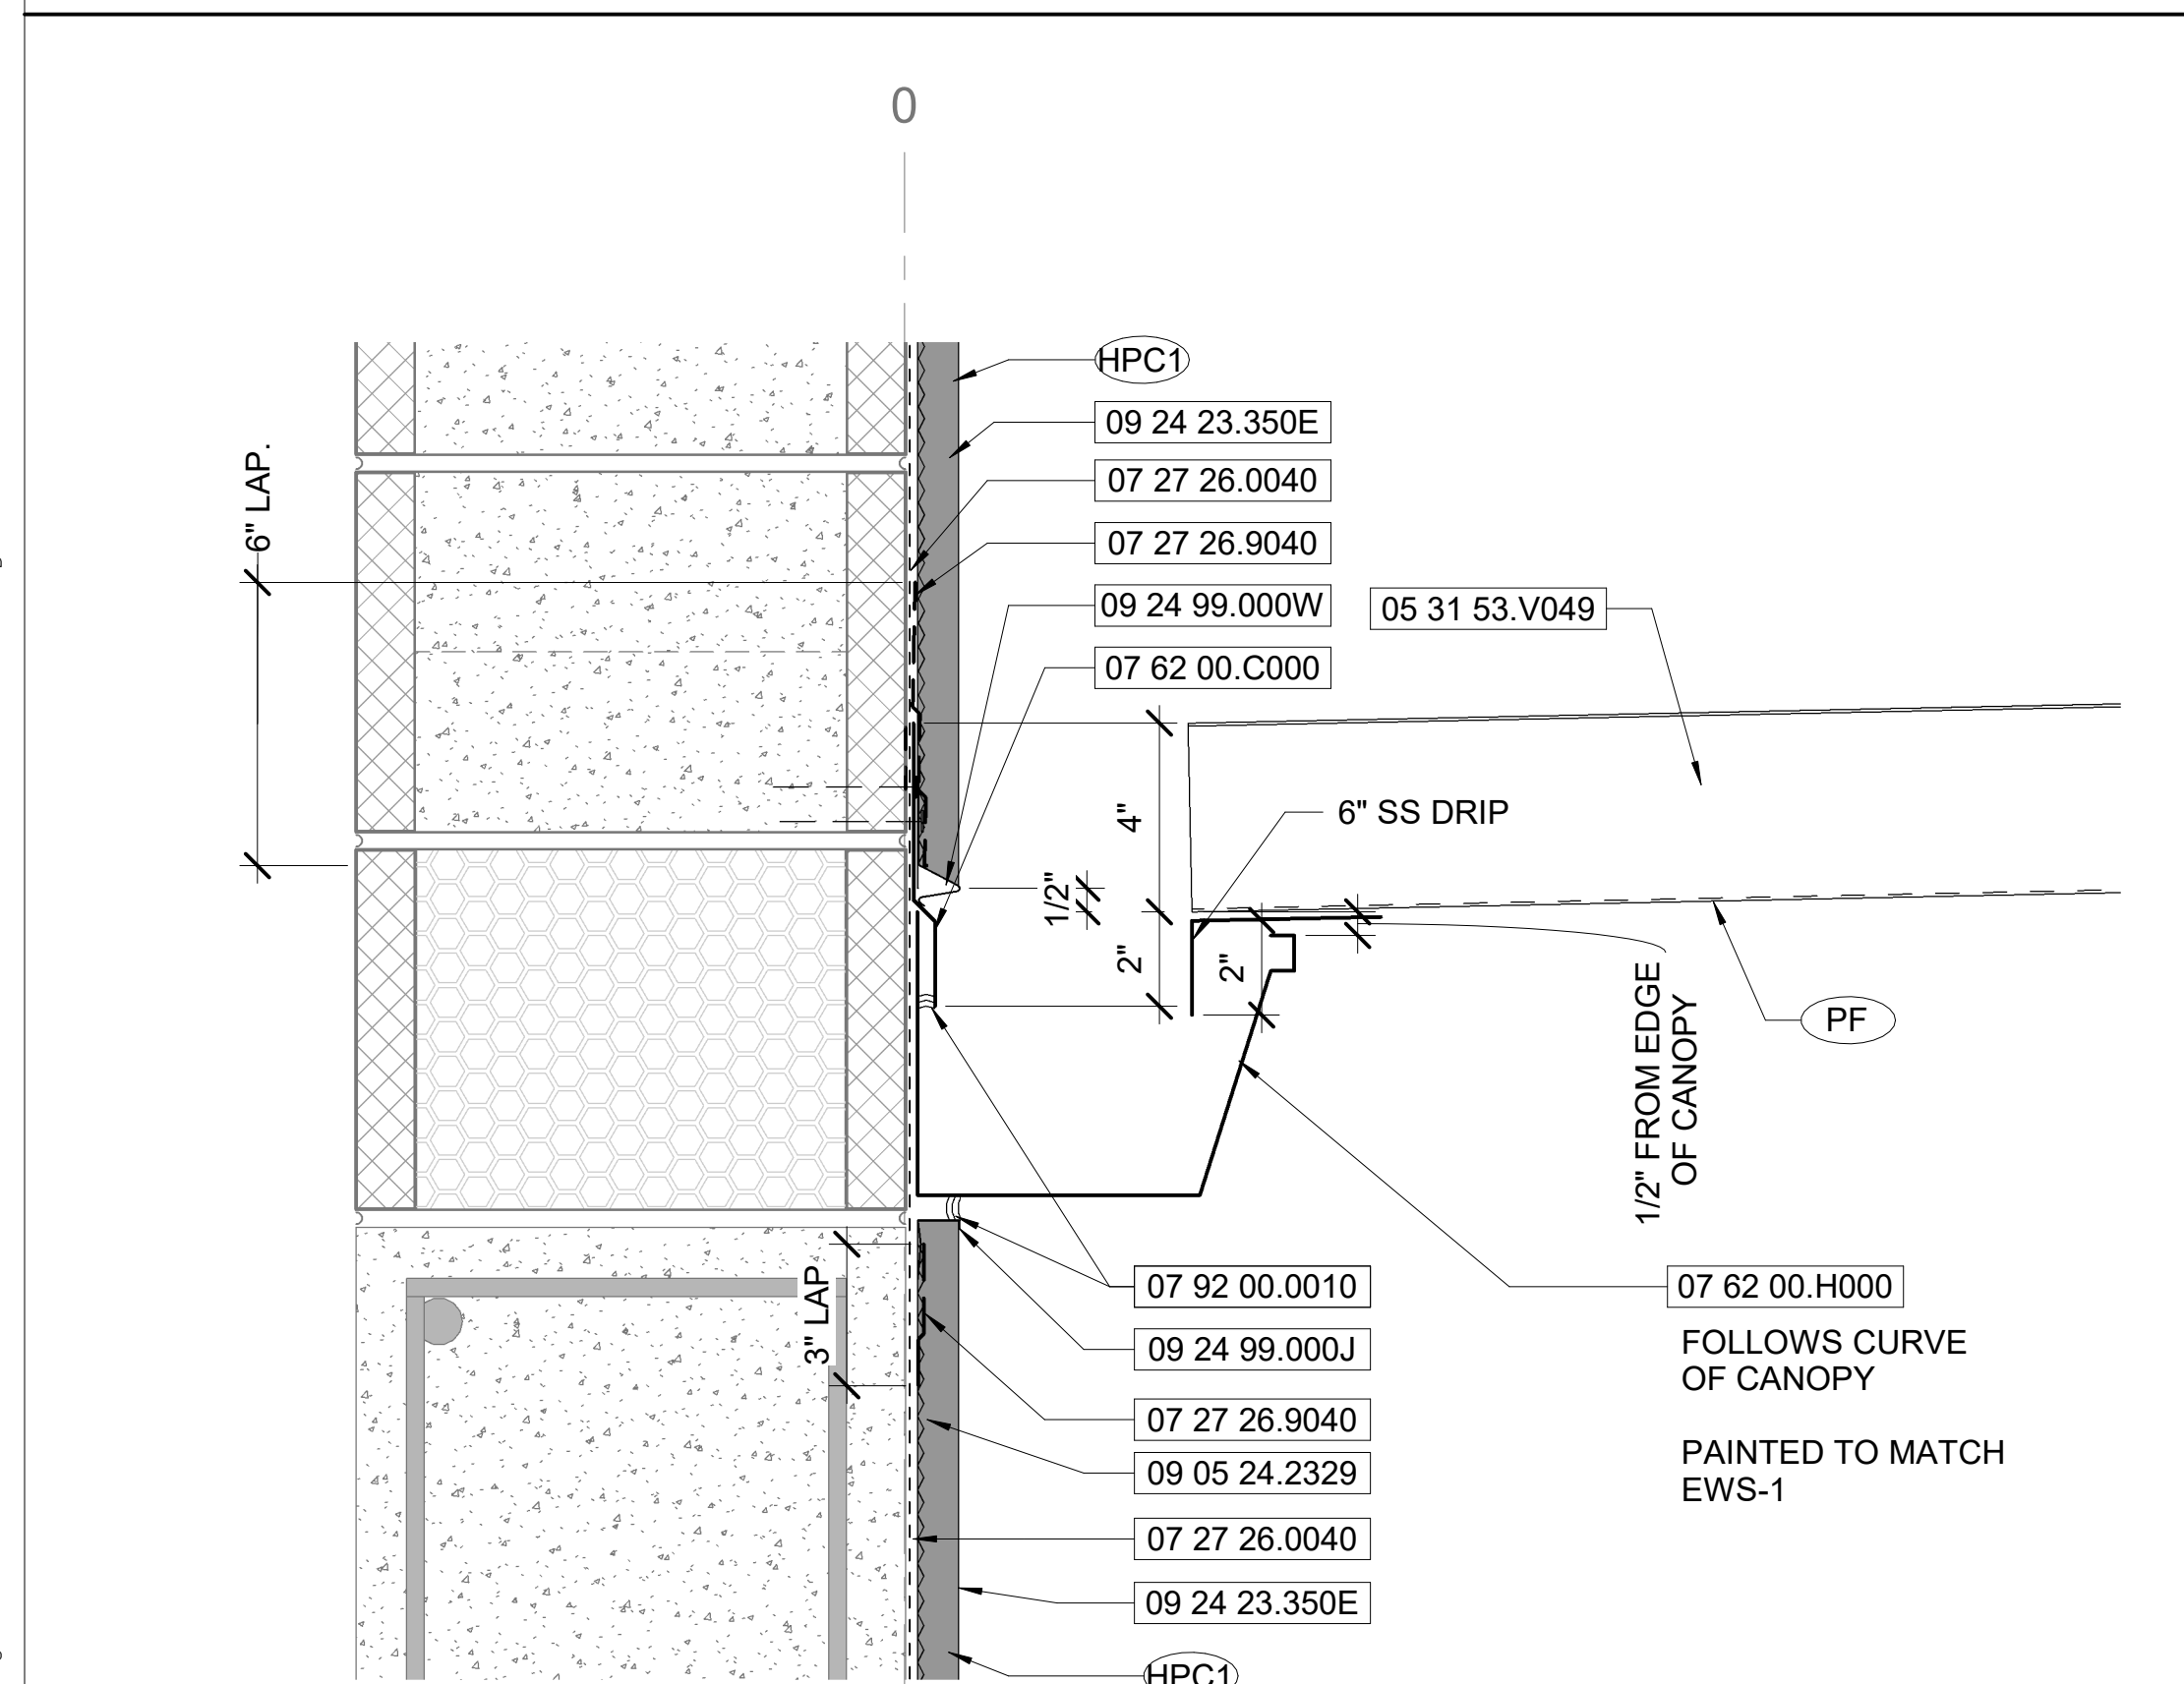 0
HPC1
09 24 23.350E
6" LAP.
07 27 26.0040
07 27 26.9040
09 24 99.000W
05 31 53.V049
07 62 00.C000
4"
6" SS DRIP
1/2"
2"
2"
1/2" FROM EDGE
OF CANOPY
PF
3" LAP
07 92 00.0010
07 62 00.H000
09 24 99.000J
FOLLOWS CURVE
OF CANOPY
07 27 26.9040
PAINTED TO MATCH
EWS-1
09 05 24.2329
07 27 26.0040
09 24 23.350E
HPC1